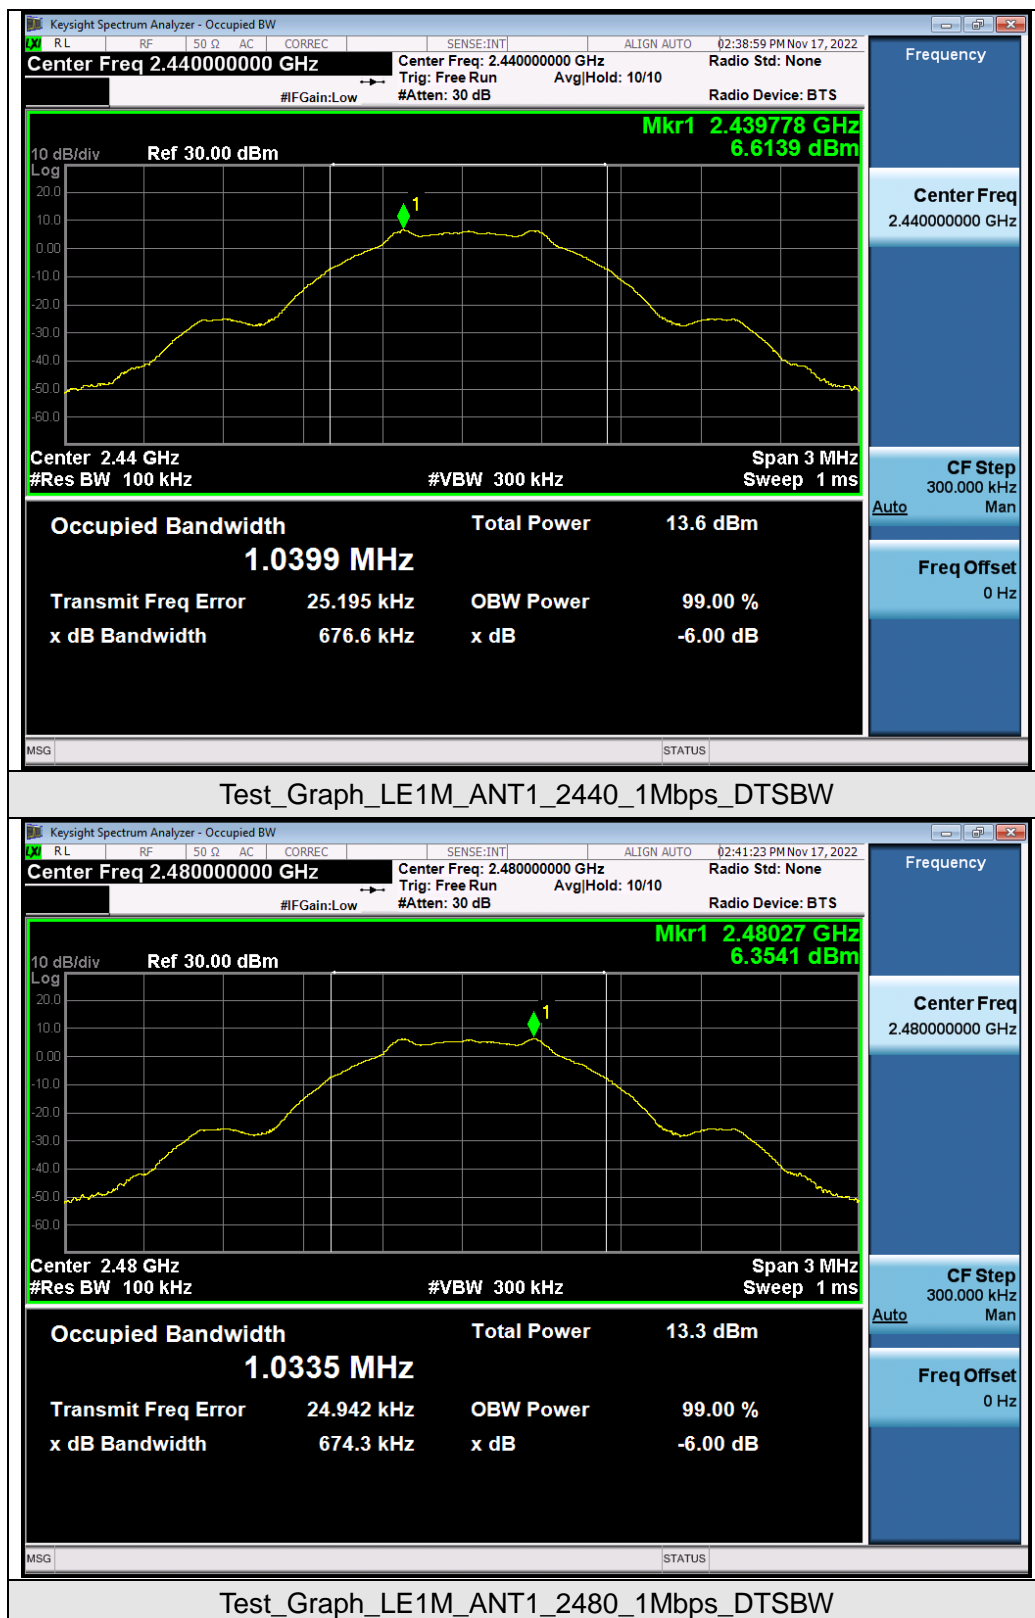 Keysight Spectrum Analyzer - Occupied BW
LXI RL RF 50 Ω AC CORREC SENSE:INT ALIGN AUTO 02:38:59 PM Nov 17, 2022
Center Freq 2.440000000 GHz Center Freq: 2.440000000 GHz Radio Std: None
Trig: Free Run Avg|Hold: 10/10
#IFGain:Low #Atten: 30 dB Radio Device: BTS
Frequency
Mkr1 2.439778 GHz
10 dB/div Ref 30.00 dBm 6.6139 dBm
Log
20.0
1
10.0
0.00
-10.0
-20.0
-30.0
-40.0
-50.0
-60.0
Center 2.44 GHz Span 3 MHz
#Res BW 100 kHz #VBW 300 kHz Sweep 1 ms
Center Freq
2.440000000 GHz
CF Step
300.000 kHz
Auto Man
Freq Offset
0 Hz
Occupied Bandwidth Total Power 13.6 dBm
1.0399 MHz
Transmit Freq Error 25.195 kHz OBW Power 99.00 %
x dB Bandwidth 676.6 kHz x dB -6.00 dB
MSG STATUS
Test_Graph_LE1M_ANT1_2440_1Mbps_DTSBW
Keysight Spectrum Analyzer - Occupied BW
LXI RL RF 50 Ω AC CORREC SENSE:INT ALIGN AUTO 02:41:23 PM Nov 17, 2022
Center Freq 2.480000000 GHz Center Freq: 2.480000000 GHz Radio Std: None
Trig: Free Run Avg|Hold: 10/10
#IFGain:Low #Atten: 30 dB Radio Device: BTS
Frequency
Mkr1 2.48027 GHz
10 dB/div Ref 30.00 dBm 6.3541 dBm
Log
20.0
1
10.0
0.00
-10.0
-20.0
-30.0
-40.0
-50.0
-60.0
Center 2.48 GHz Span 3 MHz
#Res BW 100 kHz #VBW 300 kHz Sweep 1 ms
Center Freq
2.480000000 GHz
CF Step
300.000 kHz
Auto Man
Freq Offset
0 Hz
Occupied Bandwidth Total Power 13.3 dBm
1.0335 MHz
Transmit Freq Error 24.942 kHz OBW Power 99.00 %
x dB Bandwidth 674.3 kHz x dB -6.00 dB
MSG STATUS
Test_Graph_LE1M_ANT1_2480_1Mbps_DTSBW